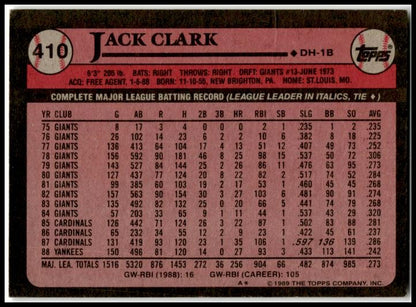 410
JACK CLARK
♦ DH-1B
TOPPS
6'3" 205 lb. BATS: RIGHT THROWS: RIGHT DRFT: GIANTS #13-JUNE 1973
ACQ: FREE AGENT, 1-6-88 BORN: 11-10-55, NEW BRIGHTON, PA. HOME: ST. LOUIS, MO.
COMPLETE MAJOR LEAGUE BATTING RECORD (LEAGUE LEADER IN ITALICS, TIE ♦)
YR CLUB G AB R H 2B 3B HR RBI SB SLG BB SO AVG
75 GIANTS 8 17 3 4 0 0 0 2 1 .235 1 2 .235
76 GIANTS 26 102 14 23 6 2 2 10 6 .382 8 18 .225
77 GIANTS 136 413 64 104 17 4 13 51 12 .407 49 73 .252
78 GIANTS 156 592 90 181 46 8 25 98 15 .537 50 72 .306
79 GIANTS 143 527 84 144 25 2 26 86 11 .476 63 95 .273
80 GIANTS 127 437 77 124 20 8 22 82 2 .517 74 52 .284
81 GIANTS 99 385 60 103 19 2 17 53 1 .460 45 45 .268
82 GIANTS 157 563 90 154 30 3 27 103 6 .481 90 91 .274
83 GIANTS 135 492 82 132 25 0 20 66 5 .441 74 79 .268
84 GIANTS 57 203 33 65 9 1 11 44 1 .537 43 29 .320
85 CARDINALS 126 442 71 124 26 3 22 87 1 .502 83 88 .281
86 CARDINALS 65 232 34 55 12 2 9 23 1 .422 45 61 .237
87 CARDINALS 131 419 93 120 23 1 35 106 1 .597 136 139 .286
88 YANKEES 150 496 81 120 14 0 27 93 3 .433 113 141 .242
MAJ. LEA. TOTALS 1516 5320 876 1453 272 36 256 904 66 .482 874 985 .273
GW-RBI (1988): 16 GW-RBI (CAREER): 105
A* © 1989 THE TOPPS COMPANY, INC.